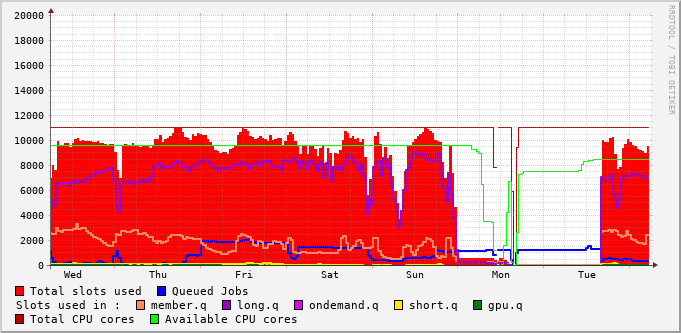 RRDTOOL / TOBI OETIKER
20000
18000
16000
14000
12000
10000
8000
6000
4000
2000
0
Wed Thu Fri Sat Sun Mon Tue
Total slots used Queued Jobs
Slots used in : member.q long.q ondemand.q short.q gpu.q
Total CPU cores Available CPU cores